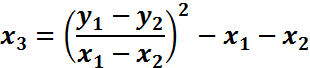 x₃ = ((y₁ − y₂)/(x₁ − x₂))² − x₁ − x₂